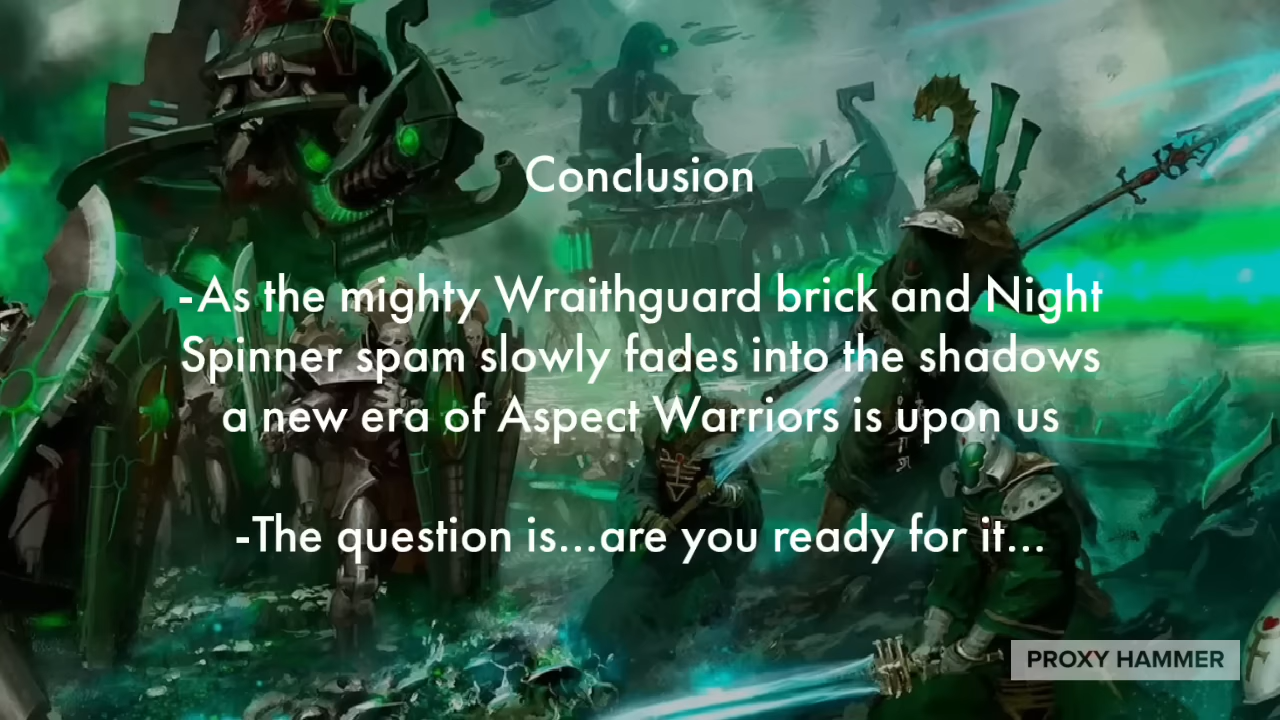 Conclusion
-As the mighty Wraithguard brick and Night
Spinner spam slowly fades into the shadows
a new era of Aspect Warriors is upon us
-The question is...are you ready for it...
PROXY HAMMER